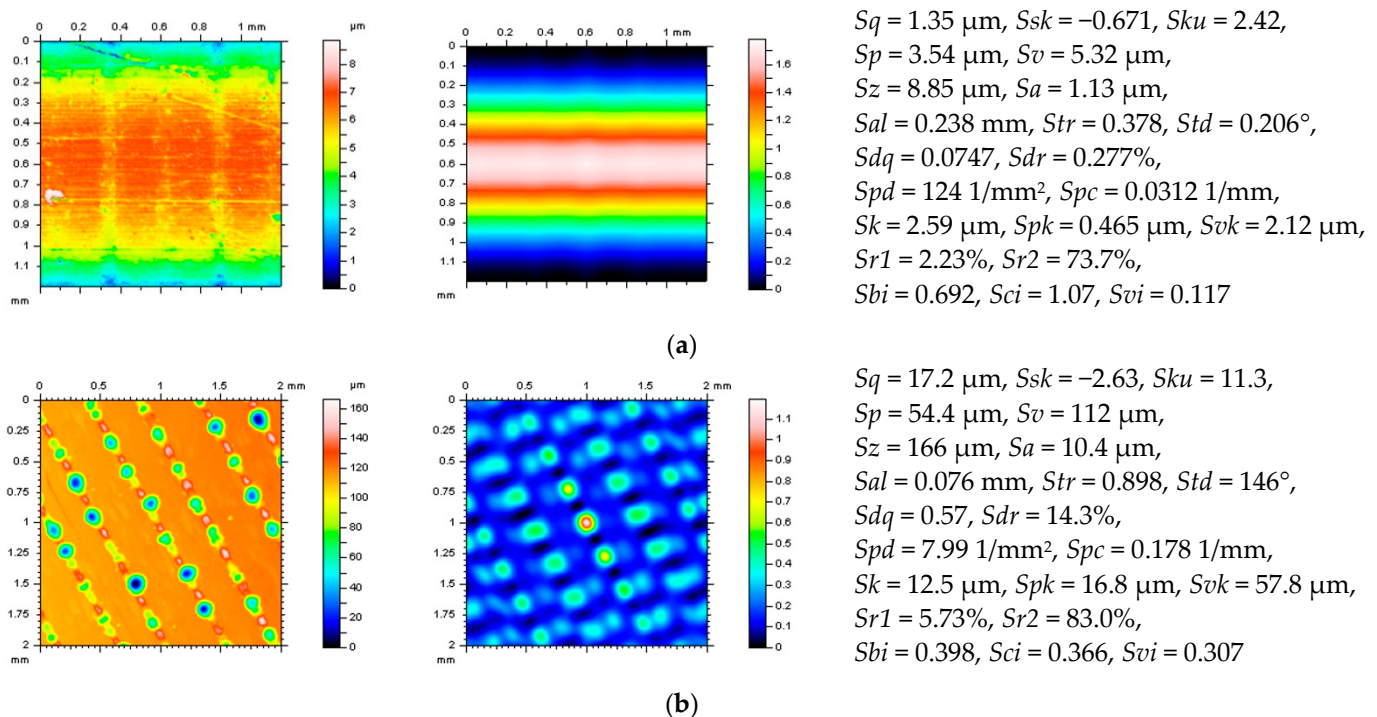 0 0.2 0.4 0.6 0.8 1 mm µm
0 0.2 0.4 0.6 0.8 1 mm
Sq = 1.35 µm, Ssk = −0.671, Sku = 2.42,
Sp = 3.54 µm, Sv = 5.32 µm,
Sz = 8.85 µm, Sa = 1.13 µm,
Sal = 0.238 mm, Str = 0.378, Std = 0.206°,
Sdq = 0.0747, Sdr = 0.277%,
Spd = 124 1/mm², Spc = 0.0312 1/mm,
Sk = 2.59 µm, Spk = 0.465 µm, Svk = 2.12 µm,
Sr1 = 2.23%, Sr2 = 73.7%,
Sbi = 0.692, Sci = 1.07, Svi = 0.117
0
0.1
0.2
0.3
0.4
0.5
0.6
0.7
0.8
0.9
1
1.1
mm
8
7
6
5
4
3
2
1
0
0
0.1
0.2
0.3
0.4
0.5
0.6
0.7
0.8
0.9
1
1.1
mm
1.6
1.4
1.2
1
0.8
0.6
0.4
0.2
0
(a)
0 0.5 1 1.5 2 mm µm
0 0.5 1 1.5 2 mm
Sq = 17.2 µm, Ssk = −2.63, Sku = 11.3,
Sp = 54.4 µm, Sv = 112 µm,
Sz = 166 µm, Sa = 10.4 µm,
Sal = 0.076 mm, Str = 0.898, Std = 146°,
Sdq = 0.57, Sdr = 14.3%,
Spd = 7.99 1/mm², Spc = 0.178 1/mm,
Sk = 12.5 µm, Spk = 16.8 µm, Svk = 57.8 µm,
Sr1 = 5.73%, Sr2 = 83.0%,
Sbi = 0.398, Sci = 0.366, Svi = 0.307
0
0.25
0.5
0.75
1
1.25
1.5
1.75
2
mm
160
140
120
100
80
60
40
20
0
0
0.25
0.5
0.75
1
1.25
1.5
1.75
2
mm
1.1
1
0.9
0.8
0.7
0.6
0.5
0.4
0.3
0.2
0.1
0
(b)